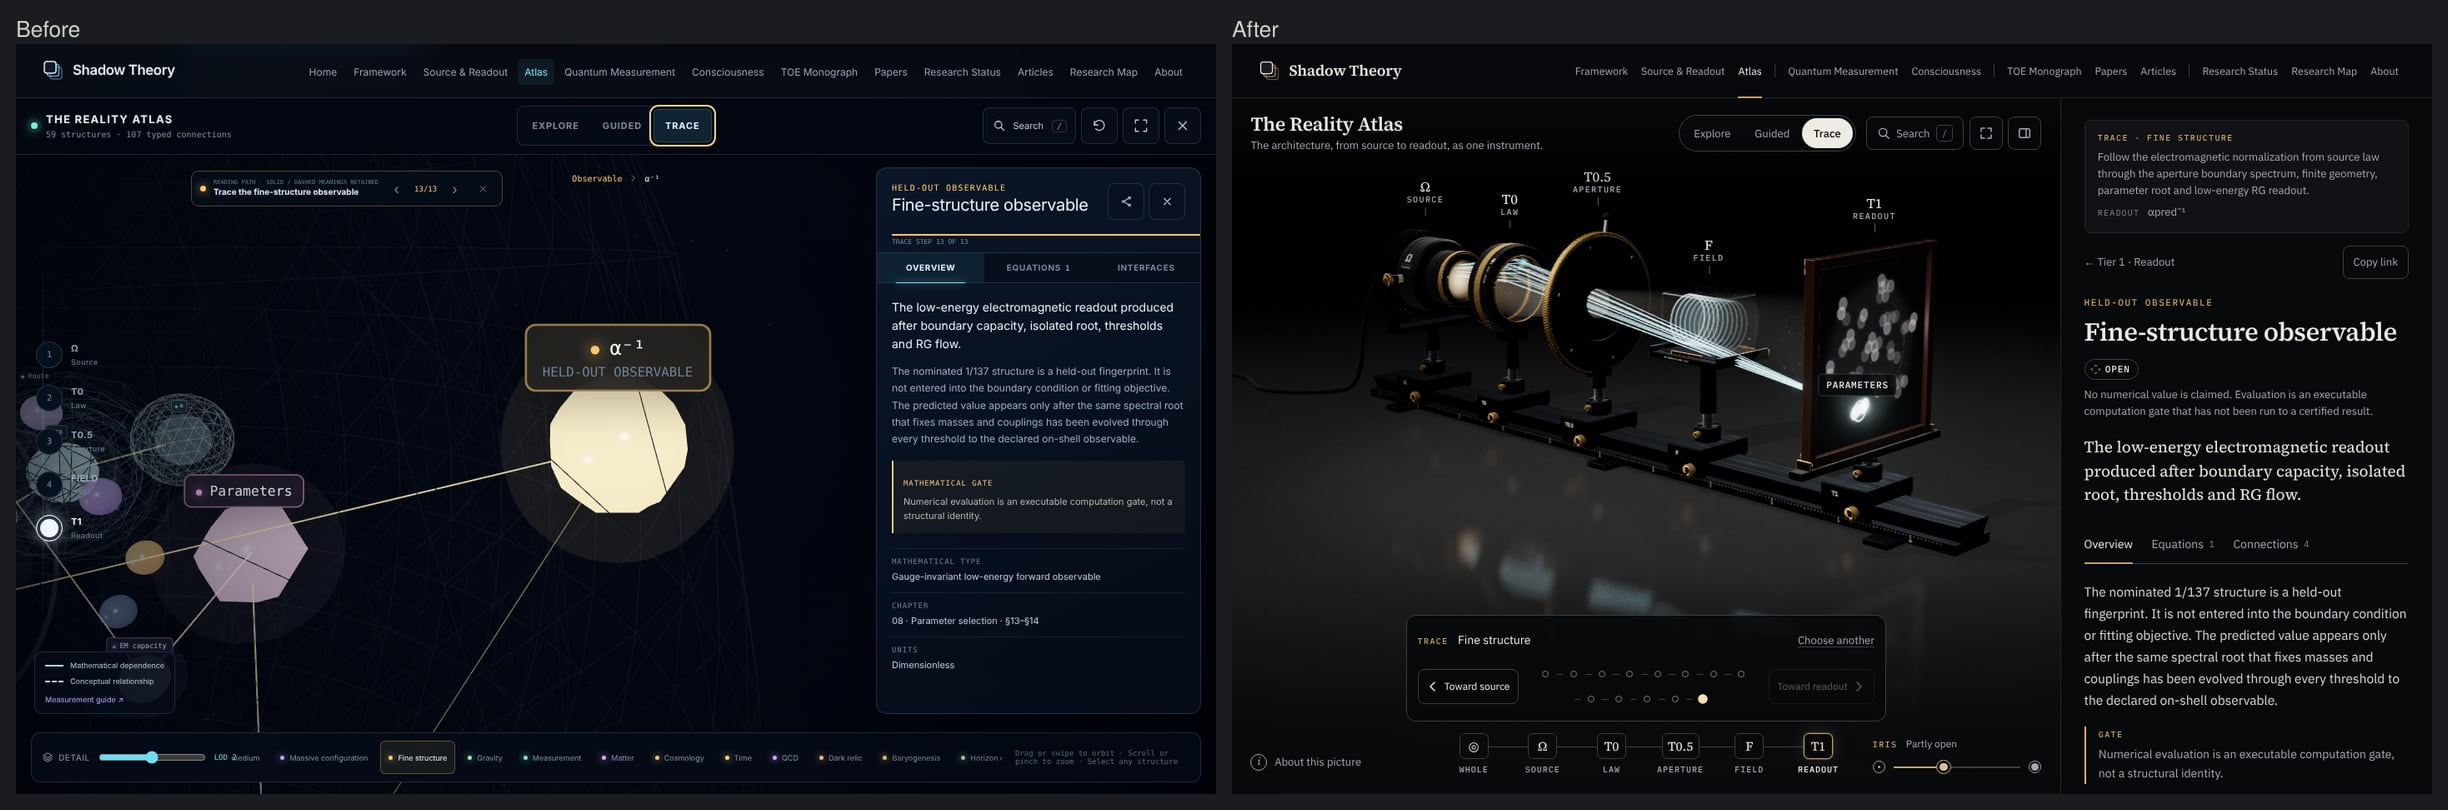 Before
Shadow Theory
Home Framework Source & Readout Atlas Quantum Measurement Consciousness TOE Monograph Papers Research Status Articles Research Map About
THE REALITY ATLAS
59 structures · 107 typed connections
EXPLORE GUIDED TRACE
Search /
READING PATH · SOLID / DASHED MEANINGS RETAINED
Trace the fine-structure observable
13/13
Observable > α⁻¹
1 Ω
Source
Route
2 T0
Law
3 T0.5
4 FIELD
T1
Readout
α⁻¹
HELD-OUT OBSERVABLE
Parameters
EM capacity
Mathematical dependence
Conceptual relationship
Measurement guide ↗
HELD-OUT OBSERVABLE
Fine-structure observable
TRACE STEP 13 OF 13
OVERVIEW EQUATIONS 1 INTERFACES
The low-energy electromagnetic readout produced
after boundary capacity, isolated root, thresholds
and RG flow.
The nominated 1/137 structure is a held-out fingerprint. It is
not entered into the boundary condition or fitting objective.
The predicted value appears only after the same spectral root
that fixes masses and couplings has been evolved through
every threshold to the declared on-shell observable.
MATHEMATICAL GATE
Numerical evaluation is an executable computation gate, not a
structural identity.
MATHEMATICAL TYPE
Gauge-invariant low-energy forward observable
CHAPTER
08 · Parameter selection · §13–§14
UNITS
Dimensionless
DETAIL LOD Massive configuration Fine structure Gravity Measurement Matter Cosmology Time QCD Dark relic Baryogenesis Horizon
Drag or swipe to orbit · Scroll or
pinch to zoom · Select any structure
After
Shadow Theory
Framework Source & Readout Atlas Quantum Measurement Consciousness TOE Monograph Papers Articles Research Status Research Map About
The Reality Atlas
The architecture, from source to readout, as one instrument.
Explore Guided Trace
Search /
Ω
SOURCE
T0
LAW
T0.5
APERTURE
F
FIELD
T1
READOUT
PARAMETERS
TRACE Fine structure
Choose another
Toward source
Toward readout
About this picture
◎ Ω T0 T0.5 F T1
WHOLE SOURCE LAW APERTURE FIELD READOUT
IRIS Partly open
TRACE · FINE STRUCTURE
Follow the electromagnetic normalization from source law
through the aperture boundary spectrum, finite geometry,
parameter root and low-energy RG readout.
READOUT αpred⁻¹
← Tier 1 · Readout
Copy link
HELD-OUT OBSERVABLE
Fine-structure observable
OPEN
No numerical value is claimed. Evaluation is an executable
computation gate that has not been run to a certified result.
The low-energy electromagnetic readout
produced after boundary capacity, isolated
root, thresholds and RG flow.
Overview Equations 1 Connections 4
The nominated 1/137 structure is a held-out
fingerprint. It is not entered into the boundary condition
or fitting objective. The predicted value appears only
after the same spectral root that fixes masses and
couplings has been evolved through every threshold to
the declared on-shell observable.
GATE
Numerical evaluation is an executable computation gate,
not a structural identity.